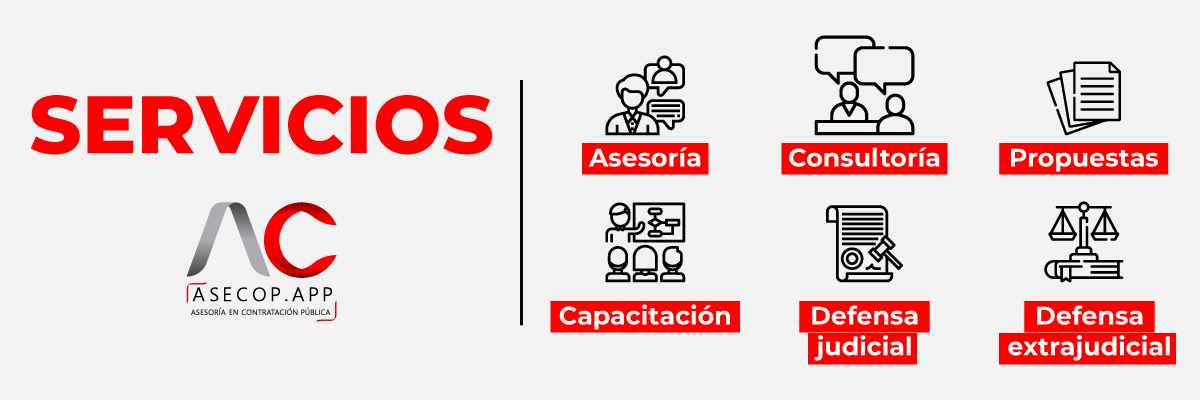 SERVICIOS
AC
ASECOP.APP
ASESORÍA EN CONTRATACIÓN PÚBLICA
Asesoría
Consultoría
Propuestas
Capacitación
Defensa
judicial
Defensa
extrajudicial